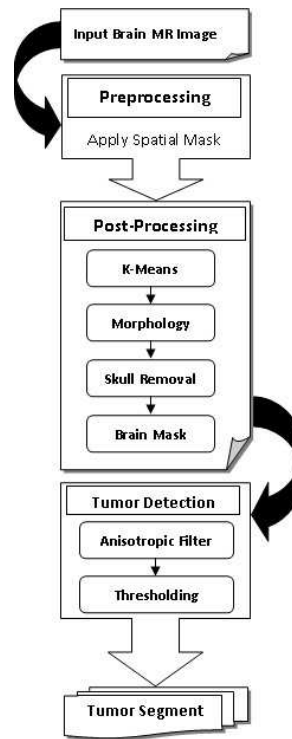 Input Brain MR Image
Preprocessing
Apply Spatial Mask
Post-Processing
K-Means
Morphology
Skull Removal
Brain Mask
Tumor Detection
Anisotropic Filter
Thresholding
Tumor Segment